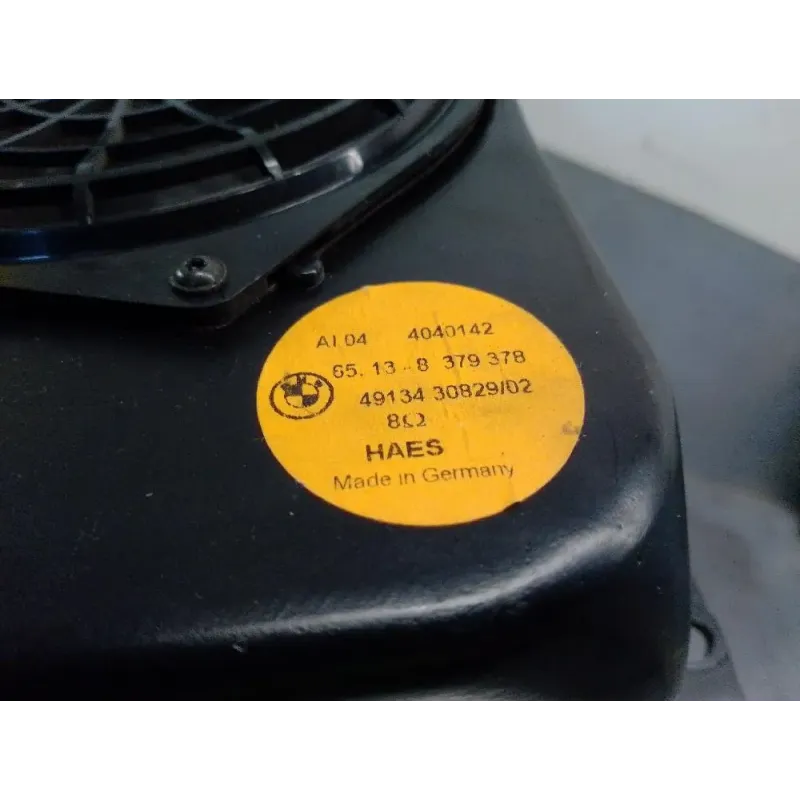 AI 04 4040142
65. 13 - 8 379 378
49134 30829/02
8Ω
HAES
Made in Germany